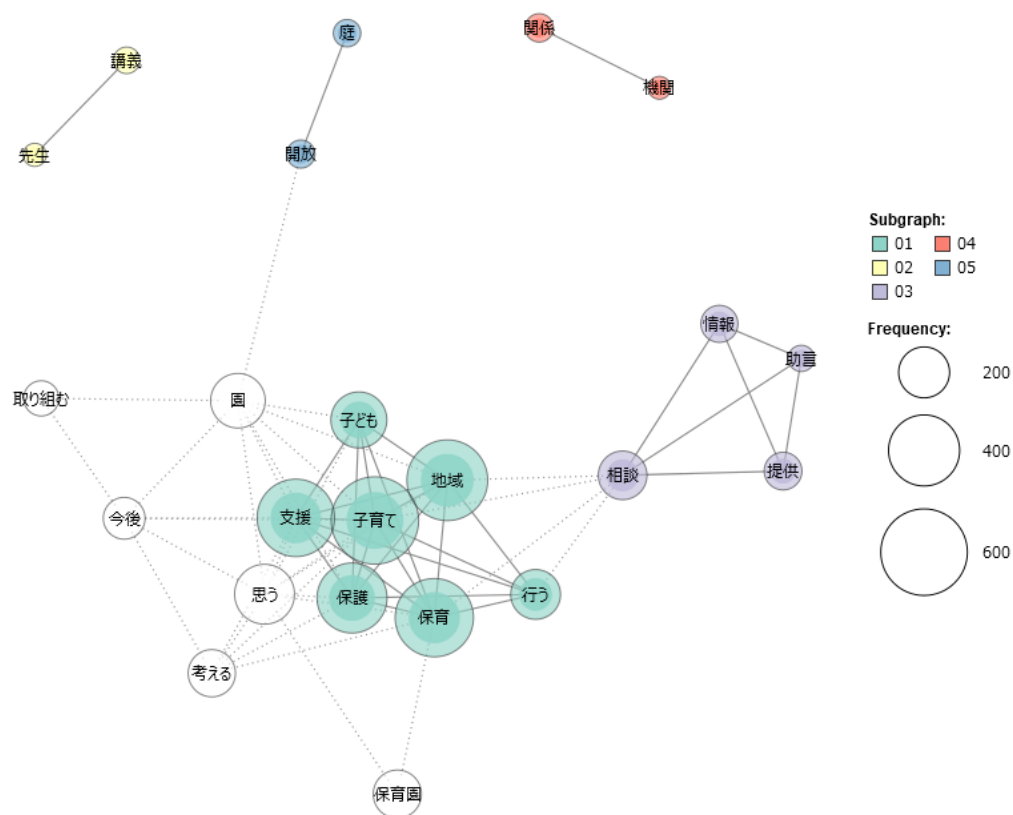 関係
庭
講義
機関
開放
先生
Subgraph:
01
04
02
05
03
情報
Frequency:
助言
200
取り組む
園
子ども
400
地域
相談
提供
今後
支援
子育て
600
思う
保護
行う
保育
考える
保育園